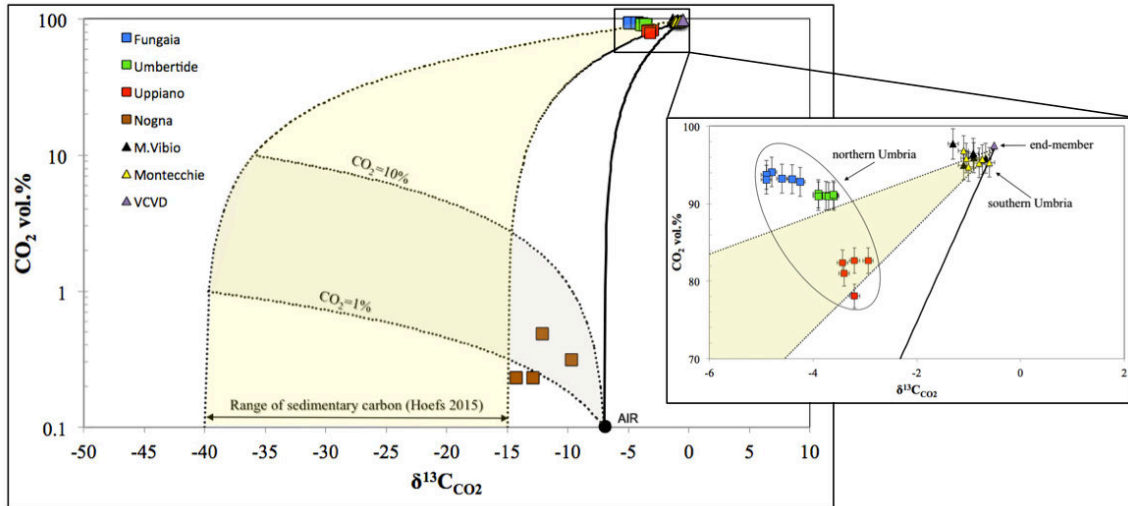 100
10
1
0.1
CO2 vol.%
Fungaia
Umbertide
Uppiano
Nogna
M.Vibio
Montecchie
VCVD
CO2=10%
CO2=1%
Range of sedimentary carbon (Hoefs 2015)
AIR
-50 -45 -40 -35 -30 -25 -20 -15 -10 -5 0 5 10
δ13CCO2
100
90
80
70
CO2 vol.%
northern Umbria
end-member
southern Umbria
-6 -4 -2 0 2
δ13CCO2